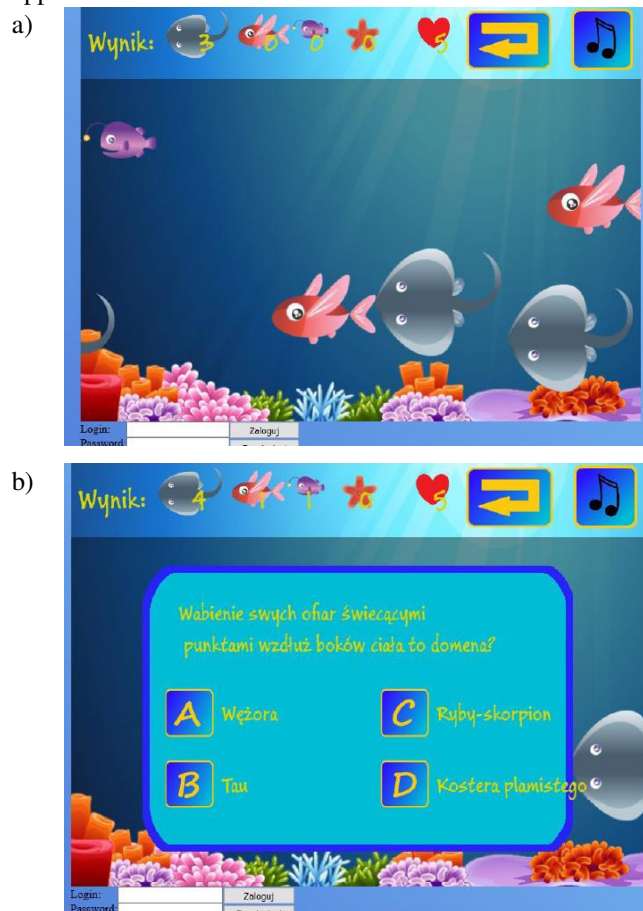 a)
Wynik: 3 0 0 0 5
Login: Zaloguj
Password:
b)
Wynik: 4 1 1 0 5
Wabienie swych ofiar świecącymi
punktami wzdłuż boków ciała to domena?
A Wężora C Ryby-skorpion
B Tau D Kostera plamistego
Login: Zaloguj
Password: